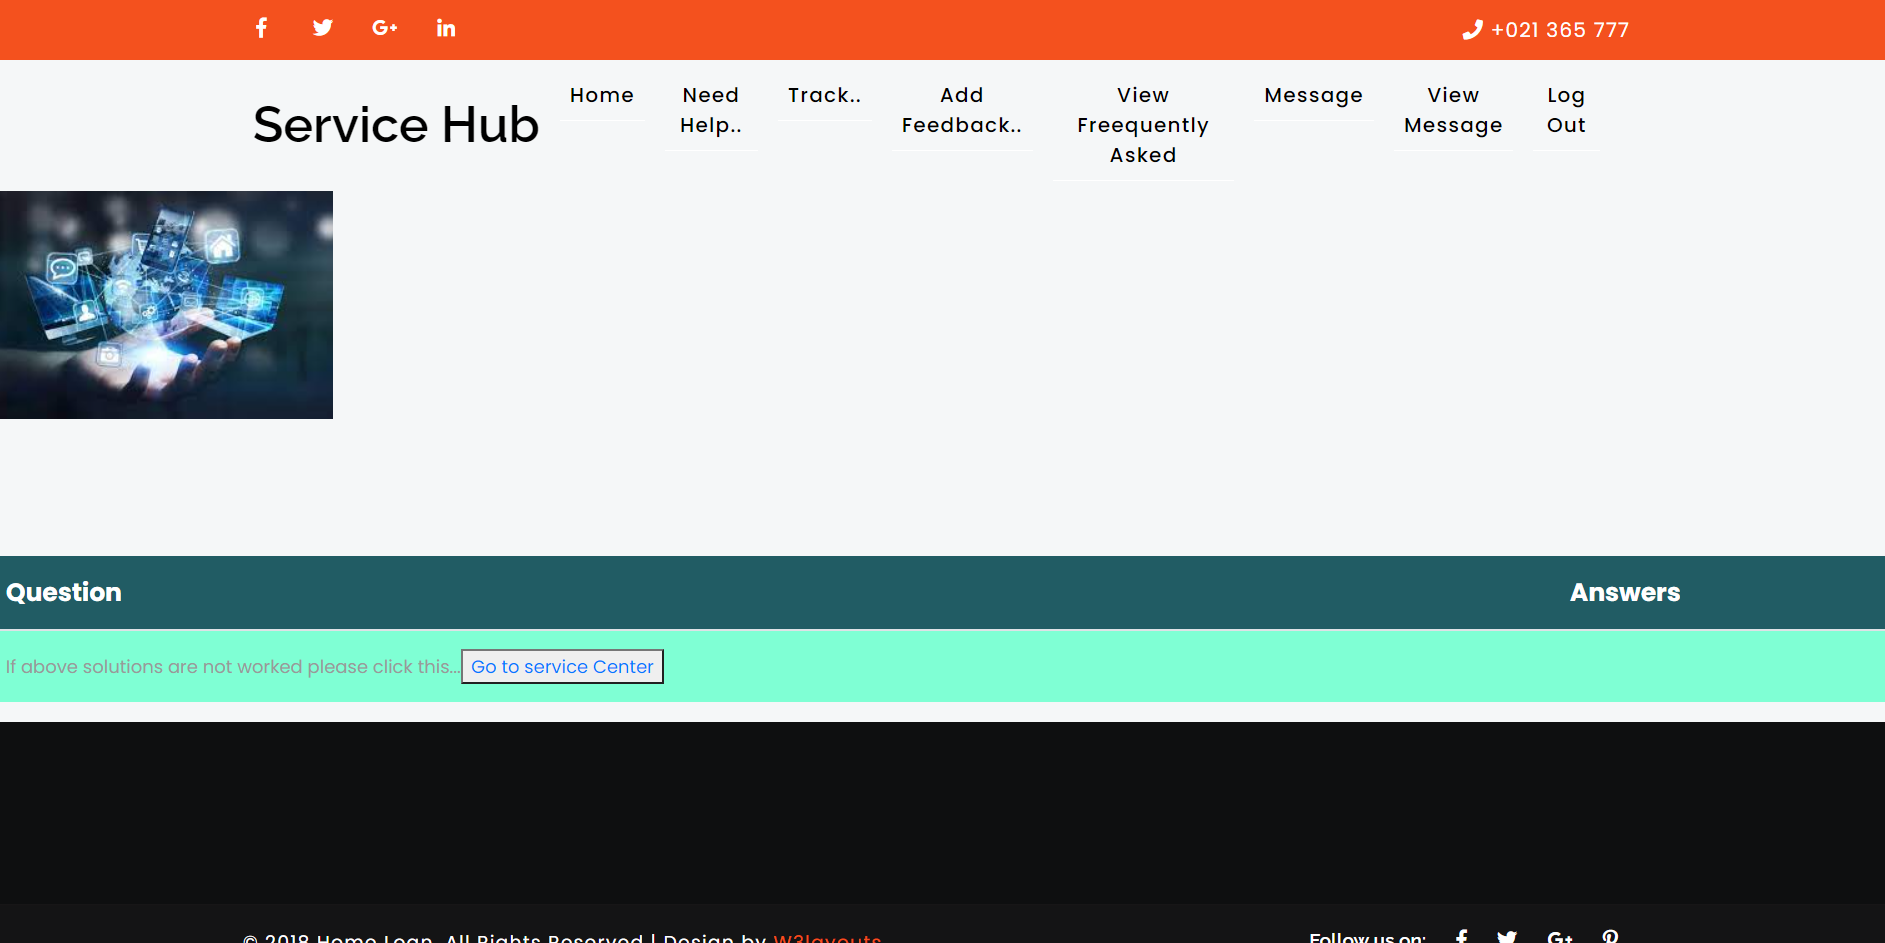 +021 365 777
Service Hub
Home
Need Help..
Track..
Add Feedback..
View Freequently Asked
Message
View Message
Log Out
Question
Answers
If above solutions are not worked please click this... Go to service Center
© 2018 Home Loan. All Rights Reserved | Design by W3layouts
Follow us on: